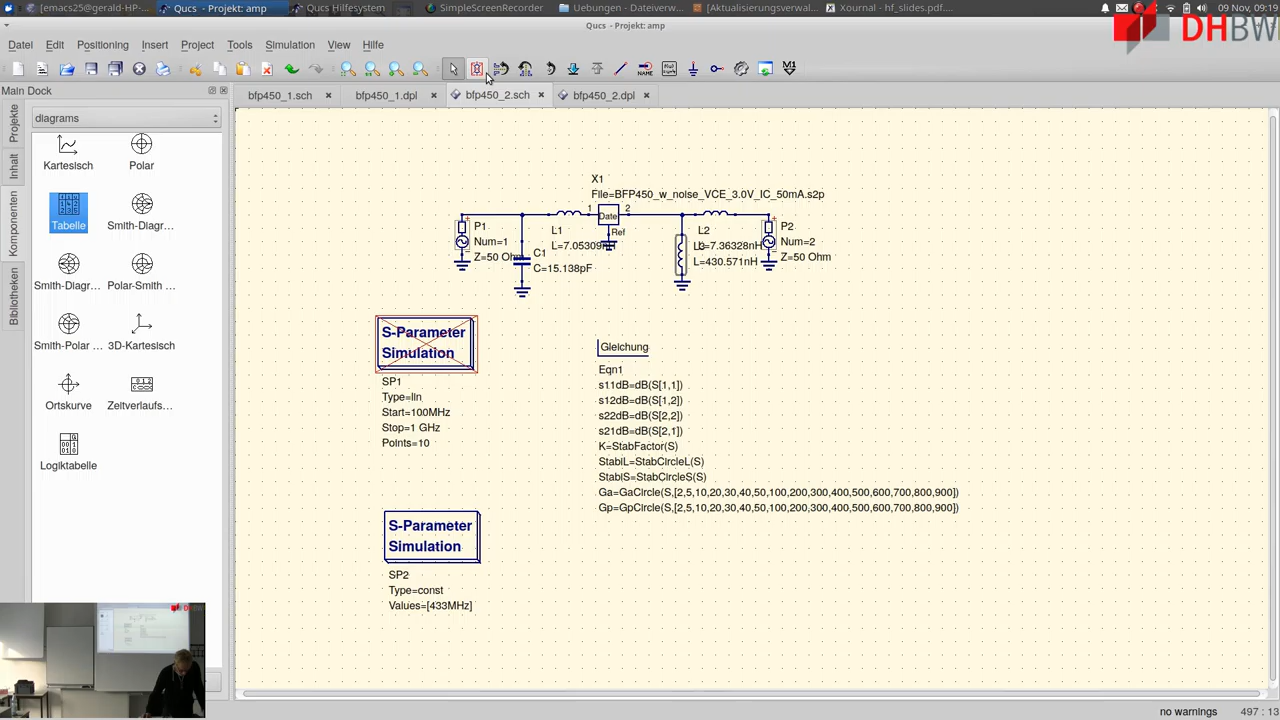 [emacs25@gerald-HP-...
Qucs - Projekt: amp
Qucs Hilfesystem
SimpleScreenRecorder
Uebungen - Dateiverw...
[Aktualisierungsverwal...
Xournal - hf_slides.pdf...
09 Nov, 09:19
Qucs - Projekt: amp
DHBW
Datei Edit Positioning Insert Projekt Tools Simulation View Hilfe
Main Dock
bfp450_1.sch bfp450_1.dpl bfp450_2.sch bfp450_2.dpl
Projekte
Inhalt
Komponenten
Bibliotheken
diagrams
Kartesisch Polar
Tabelle Smith-Diagr...
Smith-Diagr... Polar-Smith ...
Smith-Polar ... 3D-Kartesisch
Ortskurve Zeitverlaufs...
Logiktabelle
X1
File=BFP450_w_noise_VCE_3.0V_IC_50mA.s2p
1 2
Datei
Ref
P1
Num=1
Z=50 Ohm
L1
L=7.05309nH
C1
C=15.138pF
L2
L=7.36328nH
L=430.571nH
P2
Num=2
Z=50 Ohm
S-Parameter
Simulation
SP1
Type=lin
Start=100MHz
Stop=1 GHz
Points=10
Gleichung
Eqn1
s11dB=dB(S[1,1])
s12dB=dB(S[1,2])
s22dB=dB(S[2,2])
s21dB=dB(S[2,1])
K=StabFactor(S)
StabiL=StabCircleL(S)
StabiS=StabCircleS(S)
Ga=GaCircle(S,[2,5,10,20,30,40,50,100,200,300,400,500,600,700,800,900])
Gp=GpCircle(S,[2,5,10,20,30,40,50,100,200,300,400,500,600,700,800,900])
S-Parameter
Simulation
SP2
Type=const
Values=[433MHz]
no warnings 497 : 13